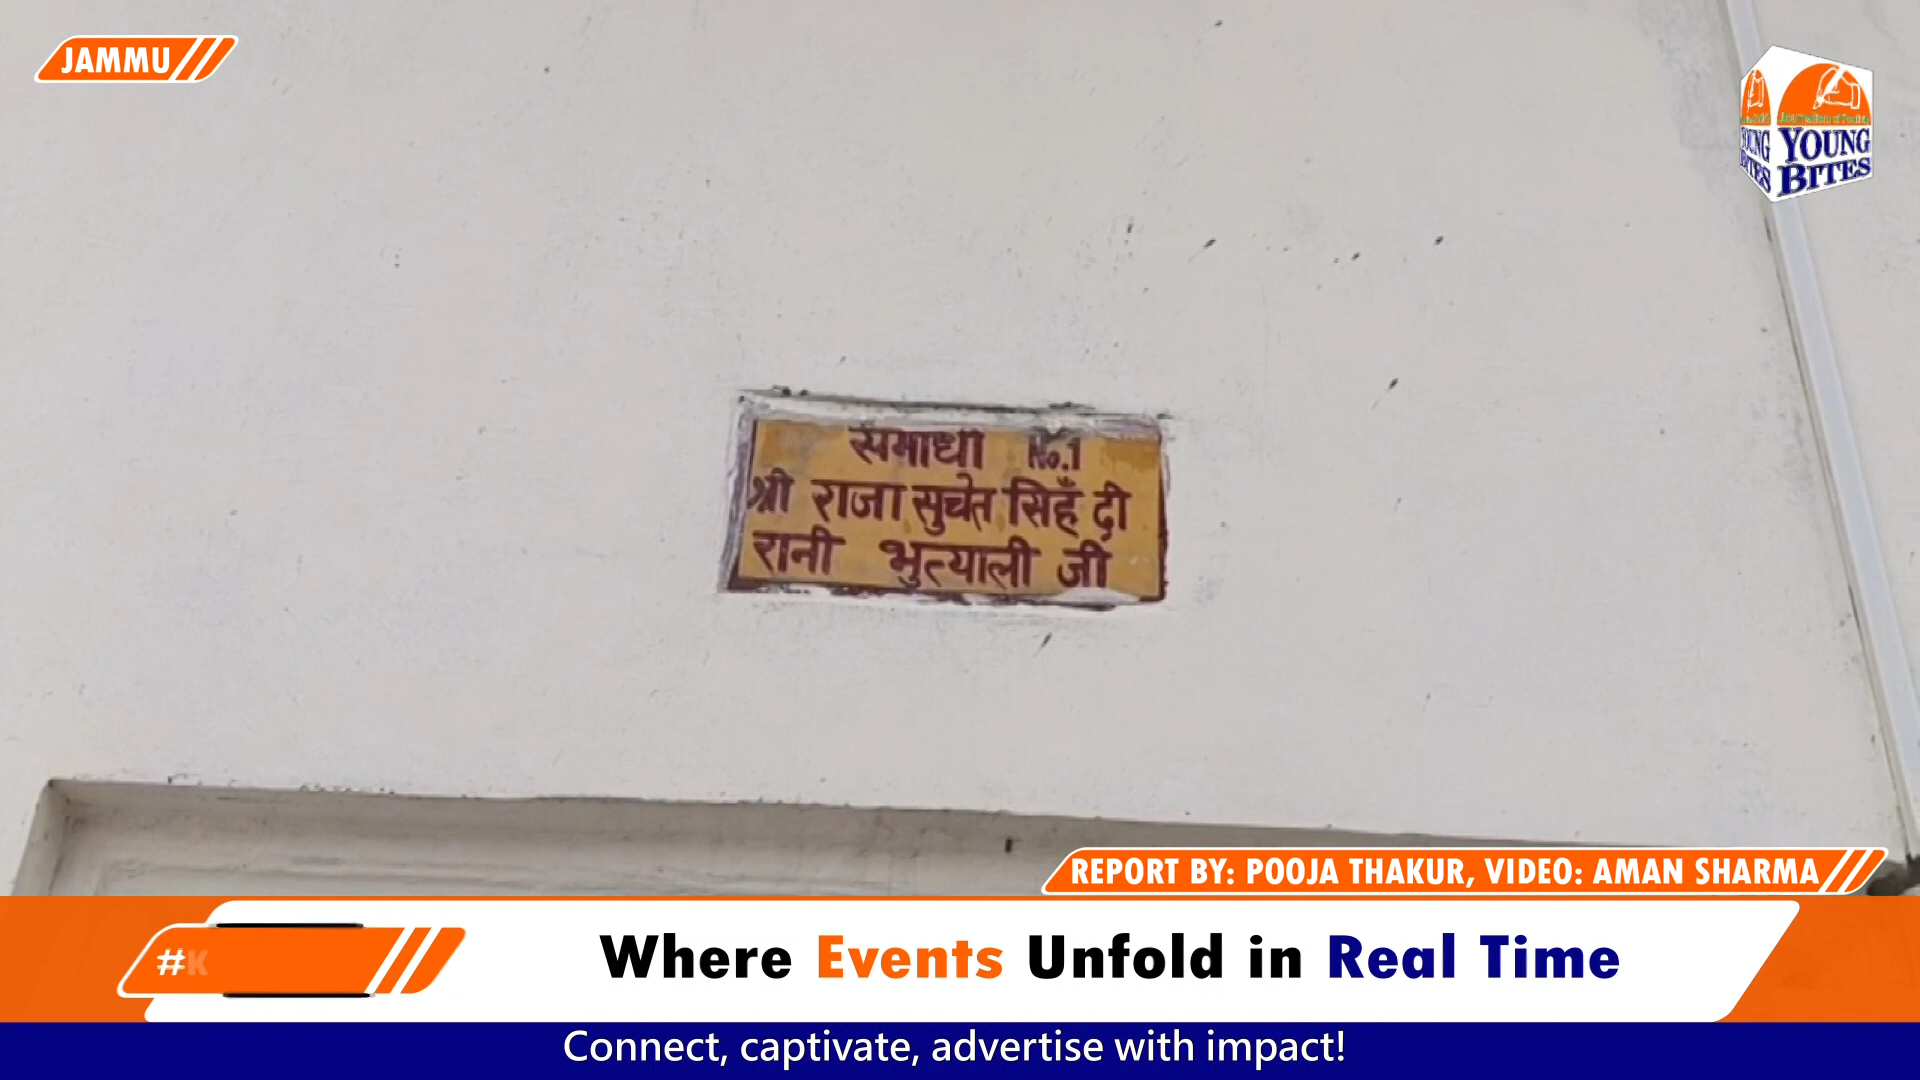 JAMMU
YOUNG
BITES
समाधी No.1
श्री राजा सुचेत सिहँ दी
रानी भुत्याली जी
REPORT BY: POOJA THAKUR, VIDEO: AMAN SHARMA
#K
Where Events Unfold in Real Time
Connect, captivate, advertise with impact!